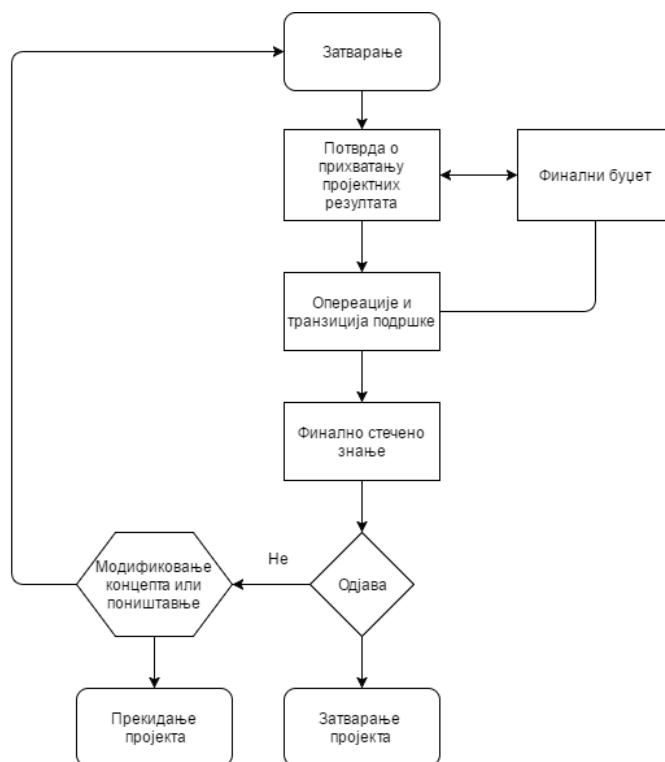 Затварање
Потврда о
прихватању
пројектних
резултата
Финални буџет
Опереације и
транзиција подршке
Финално стечено
знање
Не
Модификовање
концепта или
поништавње
Одјава
Прекидање
пројекта
Затварање
пројекта